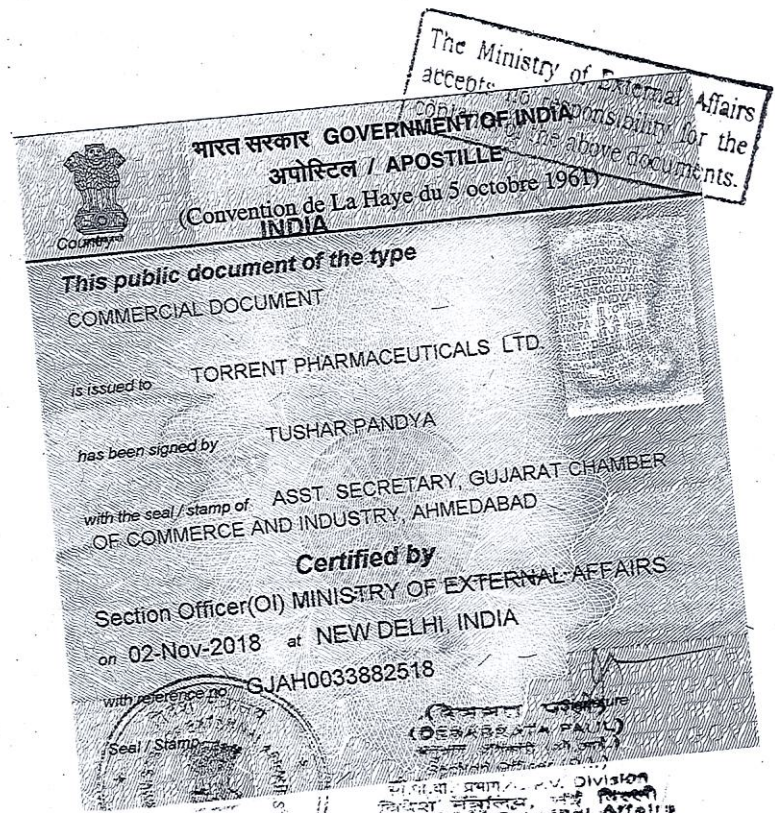 The Ministry of External Affairs
accepts no responsibility for the
contents of the above documents.
भारत सरकार GOVERNMENT OF INDIA
अपोस्टिल / APOSTILLE
(Convention de La Haye du 5 octobre 1961)
Country
INDIA
This public document of the type
COMMERCIAL DOCUMENT
is issued to TORRENT PHARMACEUTICALS LTD.
has been signed by TUSHAR PANDYA
with the seal / stamp of ASST. SECRETARY, GUJARAT CHAMBER
OF COMMERCE AND INDUSTRY, AHMEDABAD
Certified by
Section Officer(OI) MINISTRY OF EXTERNAL AFFAIRS
on 02-Nov-2018 at NEW DELHI, INDIA
with reference no GJAH0033882518
Seal / Stamp
(DEBABRATA PAUL)
Section Officer
Division